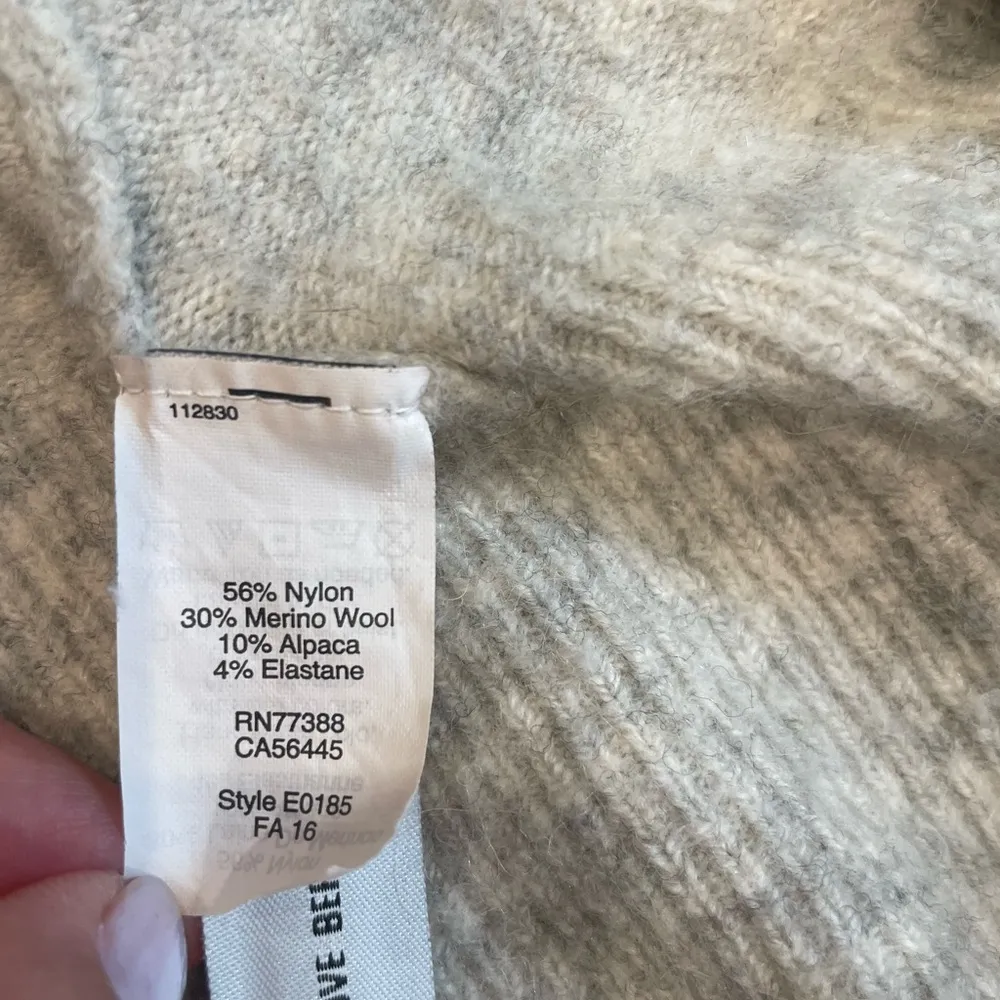 112830
56% Nylon
30% Merino Wool
10% Alpaca
4% Elastane
RN77388
CA56445
Style E0185
FA 16